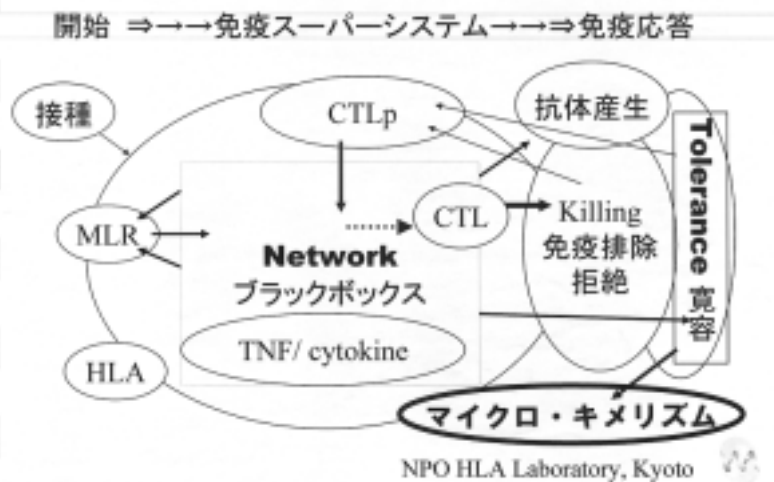 開始 ⇒→→免疫スーパーシステム→→⇒免疫応答
接種
CTLp
抗体産生
MLR
CTL
Killing
免疫排除
拒絶
Tolerance 寛容
Network
ブラックボックス
TNF/ cytokine
HLA
マイクロ・キメリズム
NPO HLA Laboratory, Kyoto